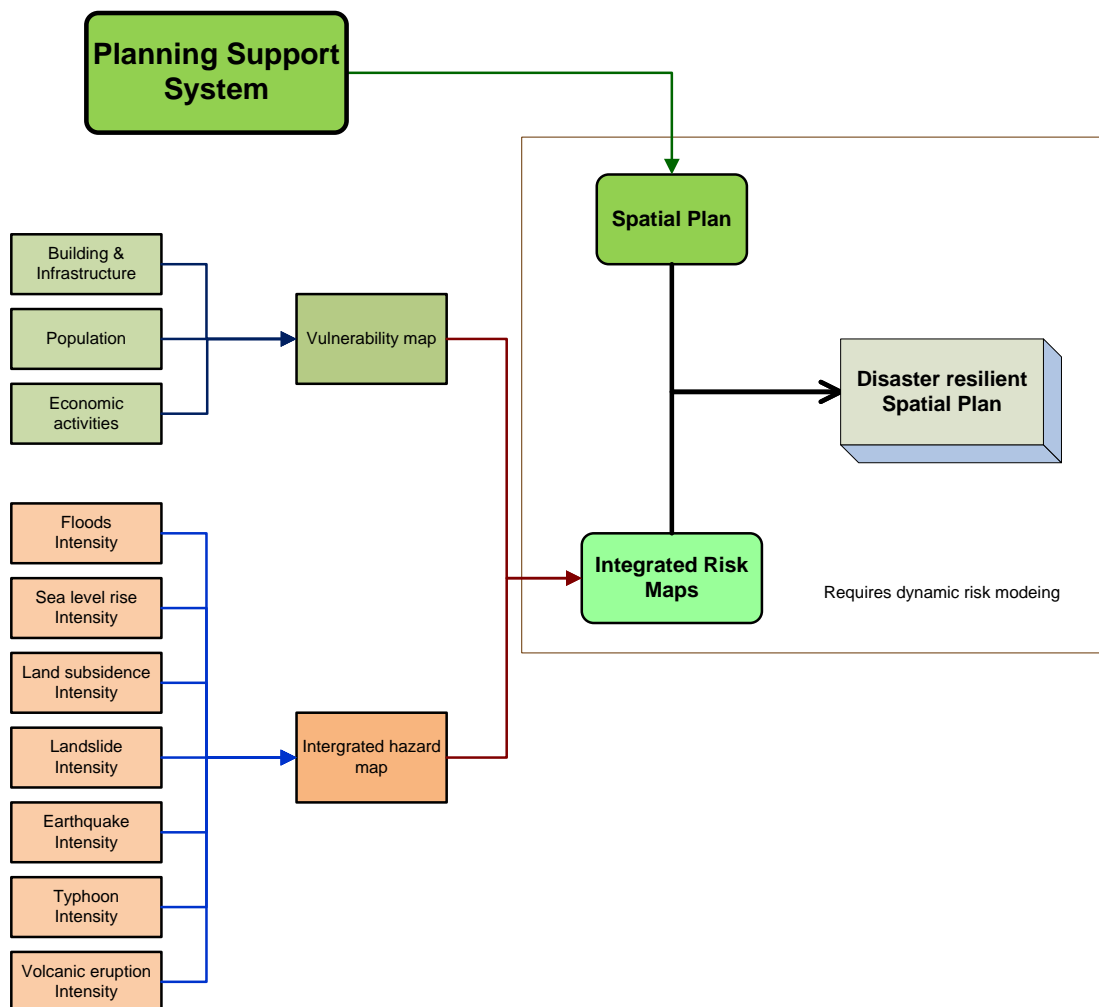 Planning Support
System
Spatial Plan
Building &
Infrastructure
Population
Economic
activities
Vulnerability map
Disaster resilient
Spatial Plan
Floods
Intensity
Sea level rise
Intensity
Land subsidence
Intensity
Landslide
Intensity
Earthquake
Intensity
Typhoon
Intensity
Volcanic eruption
Intensity
Intergrated hazard
map
Integrated Risk
Maps
Requires dynamic risk modeing